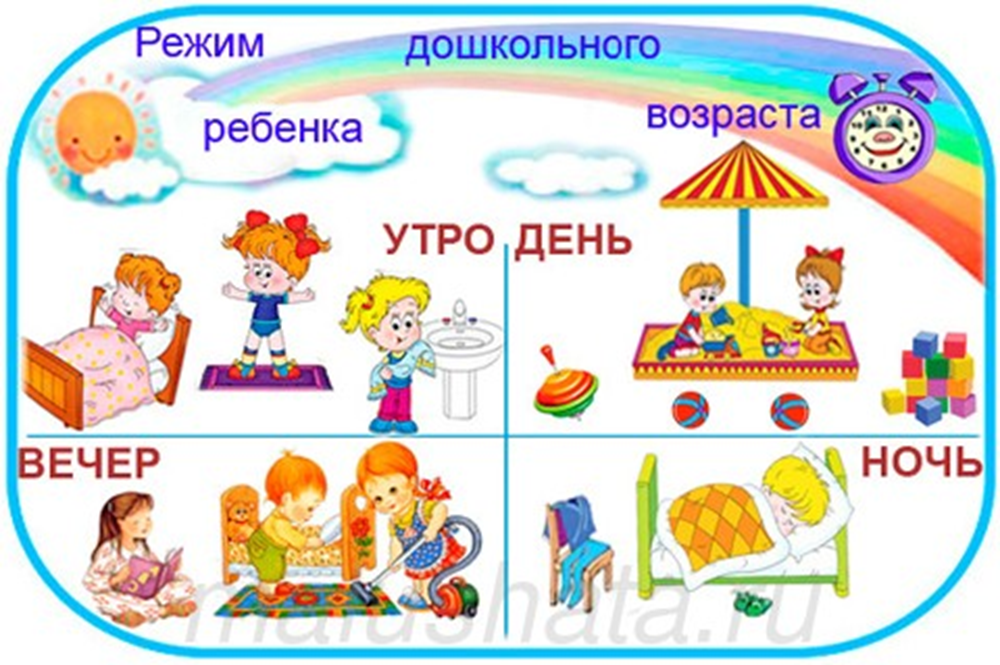 Режим дошкольного
ребенка возраста
УТРО ДЕНЬ
ВЕЧЕР НОЧЬ
malushata.ru